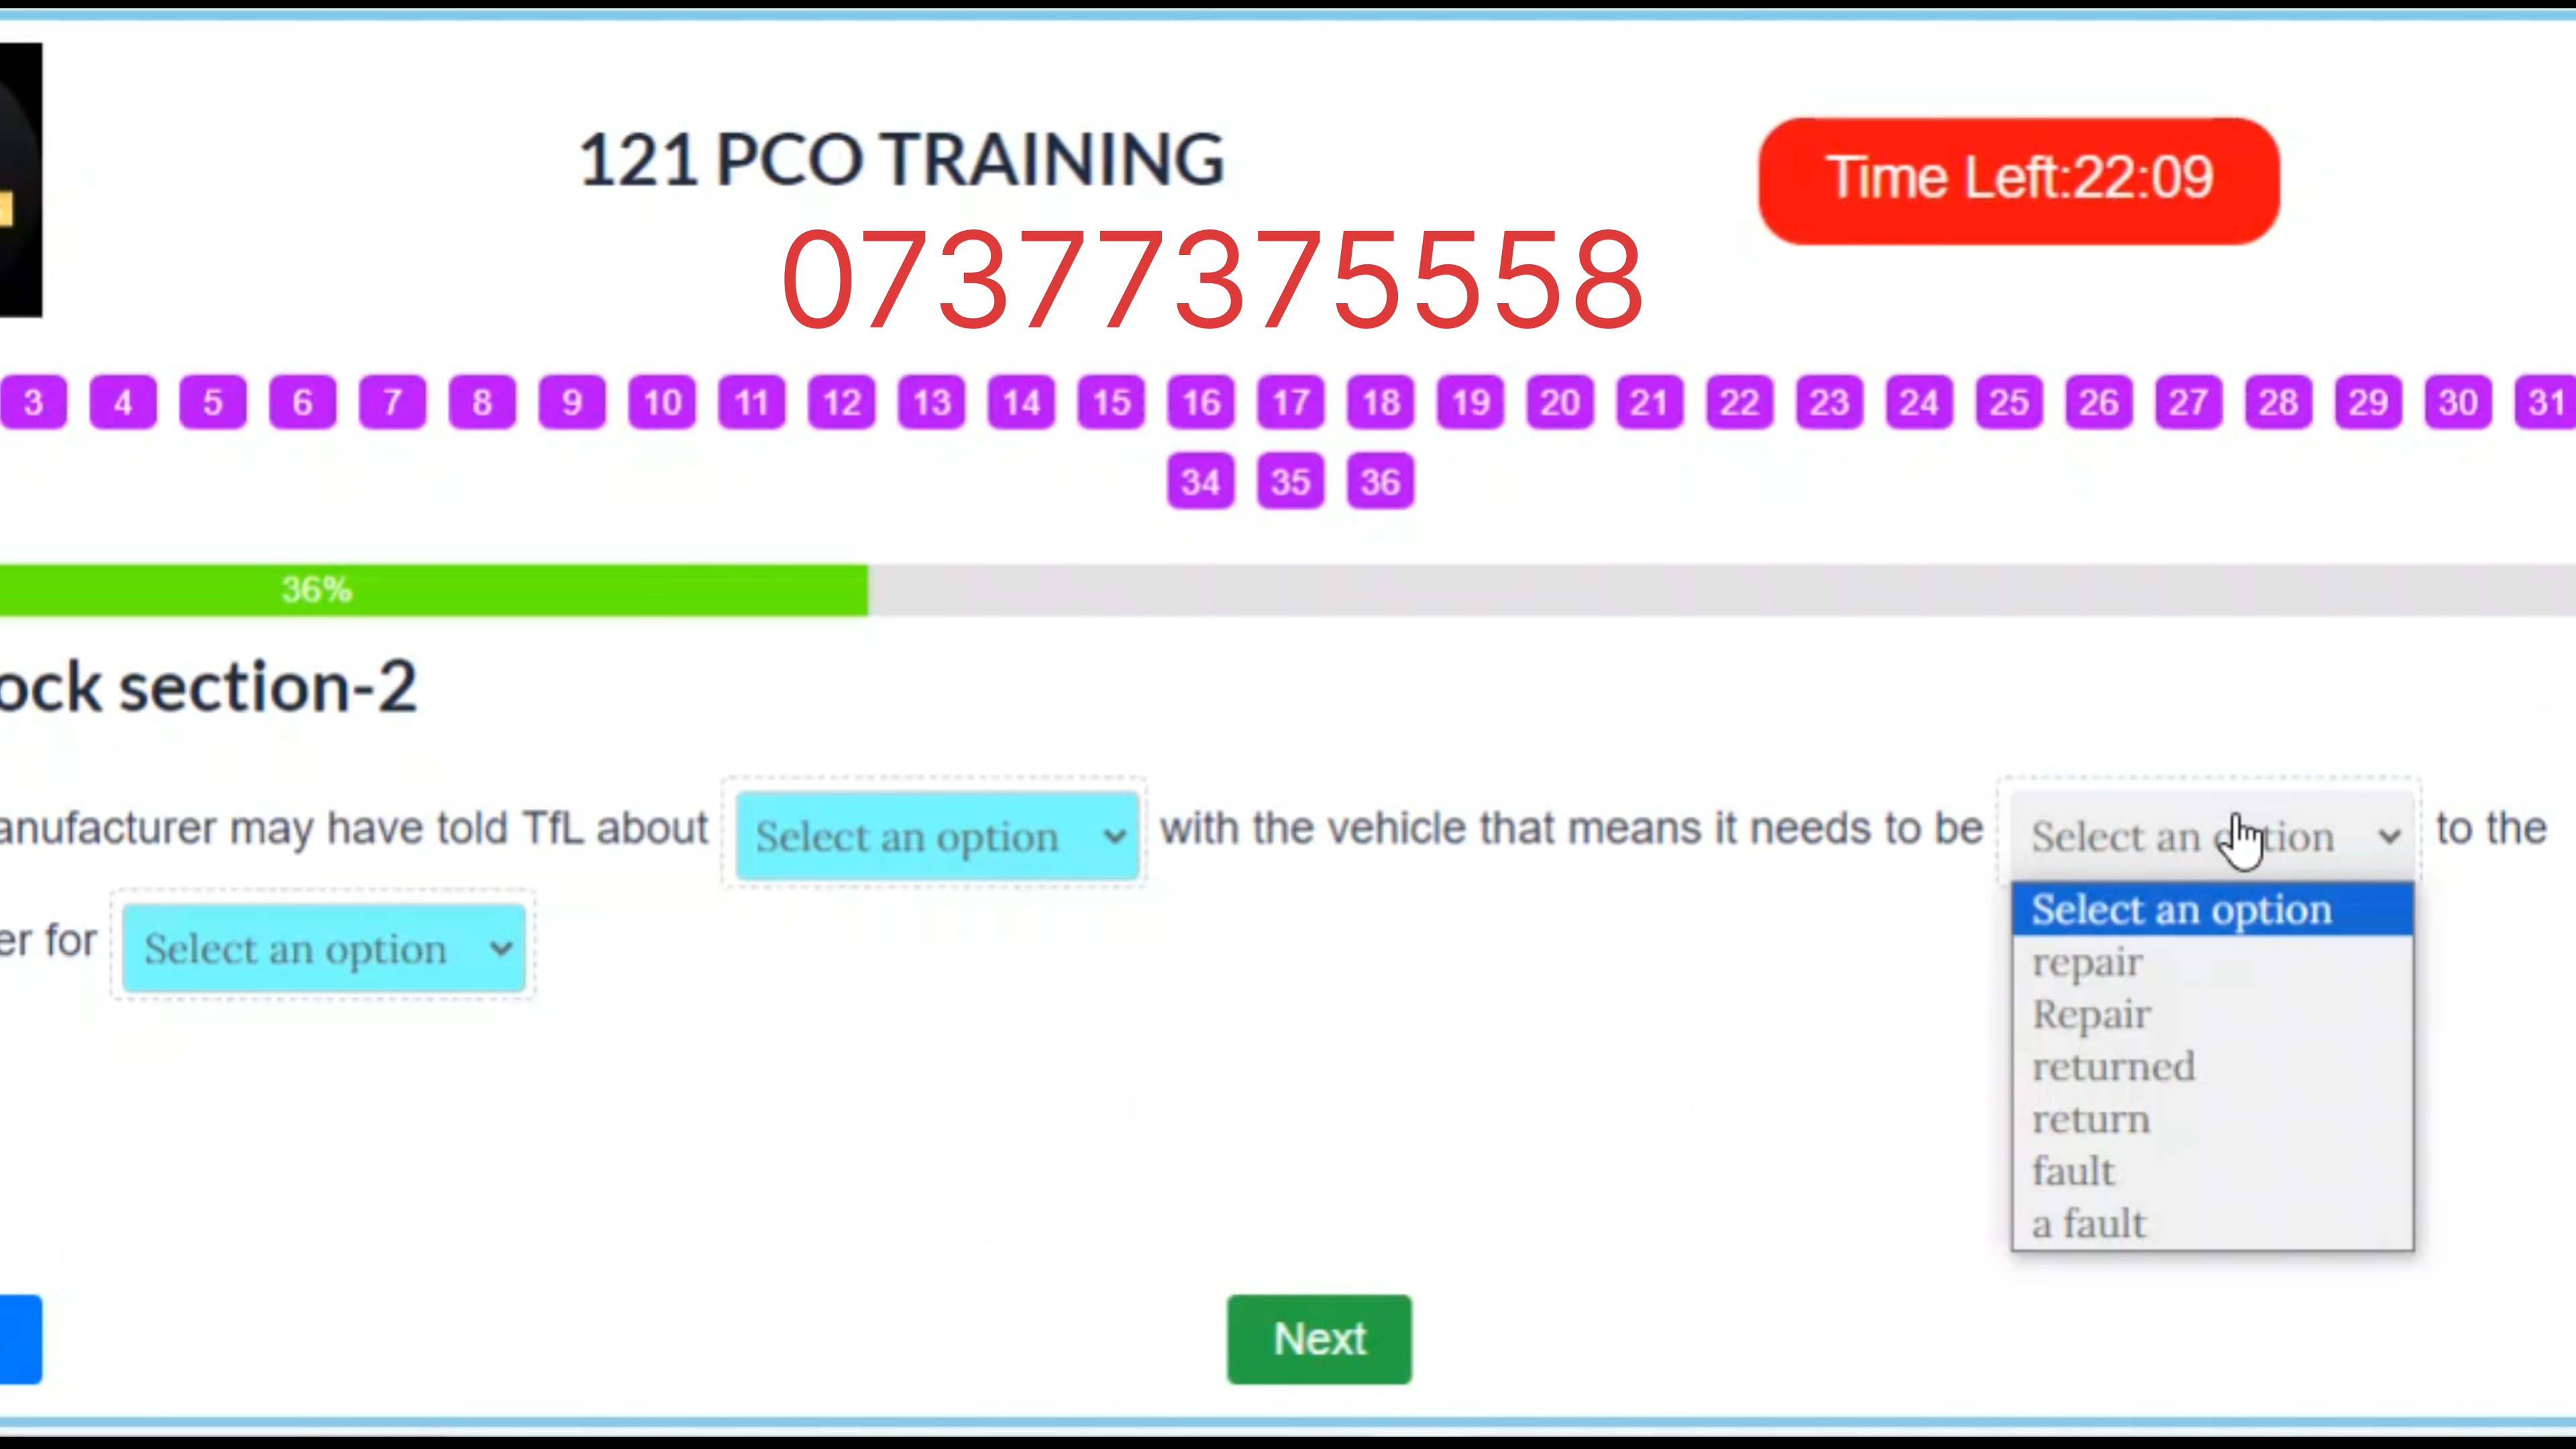 121 PCO TRAINING
Time Left:22:09
07377375558
3 4 5 6 7 8 9 10 11 12 13 14 15 16 17 18 19 20 21 22 23 24 25 26 27 28 29 30 31
34 35 36
36%
ock section-2
anufacturer may have told TfL about Select an option with the vehicle that means it needs to be Select an option to the
er for Select an option
Select an option
repair
Repair
returned
return
fault
a fault
Next